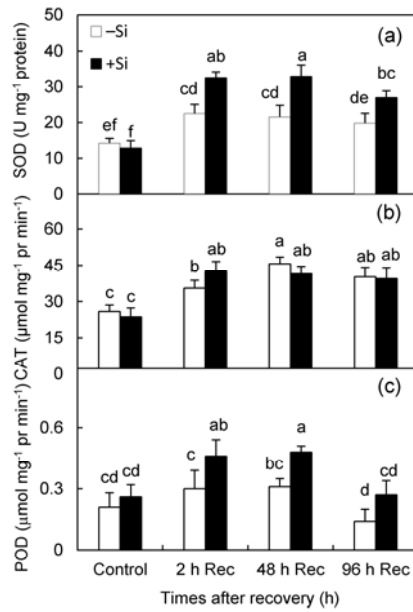 50
(a)
–Si
+Si
40
ab
a
30
cd
cd
bc
de
20
ef
f
10
0
SOD (U mg⁻¹ protein)
60
(b)
45
ab
a
ab
ab
ab
b
30
c
c
15
0
CAT (µmol mg⁻¹ pr min⁻¹)
(c)
0.6
ab
a
c
bc
cd
cd
cd
d
0.3
0
POD (µmol mg⁻¹ pr min⁻¹)
Control
2 h Rec
48 h Rec
96 h Rec
Times after recovery (h)